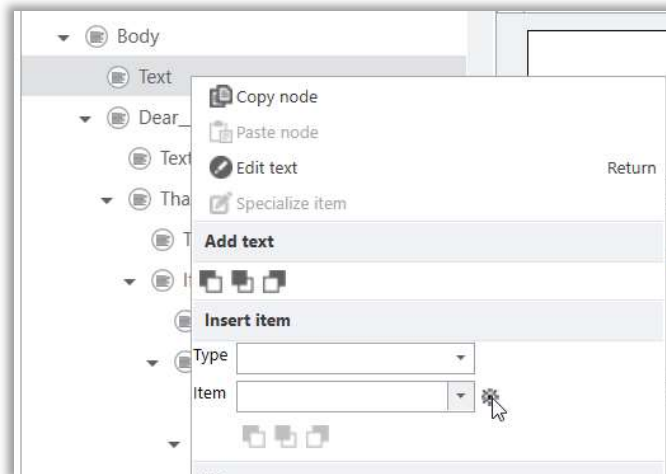 Body
Text
Copy node
Dear_
Paste node
Text
Edit text Return
Tha
Specialize item
T
Add text
It
Insert item
Type
Item